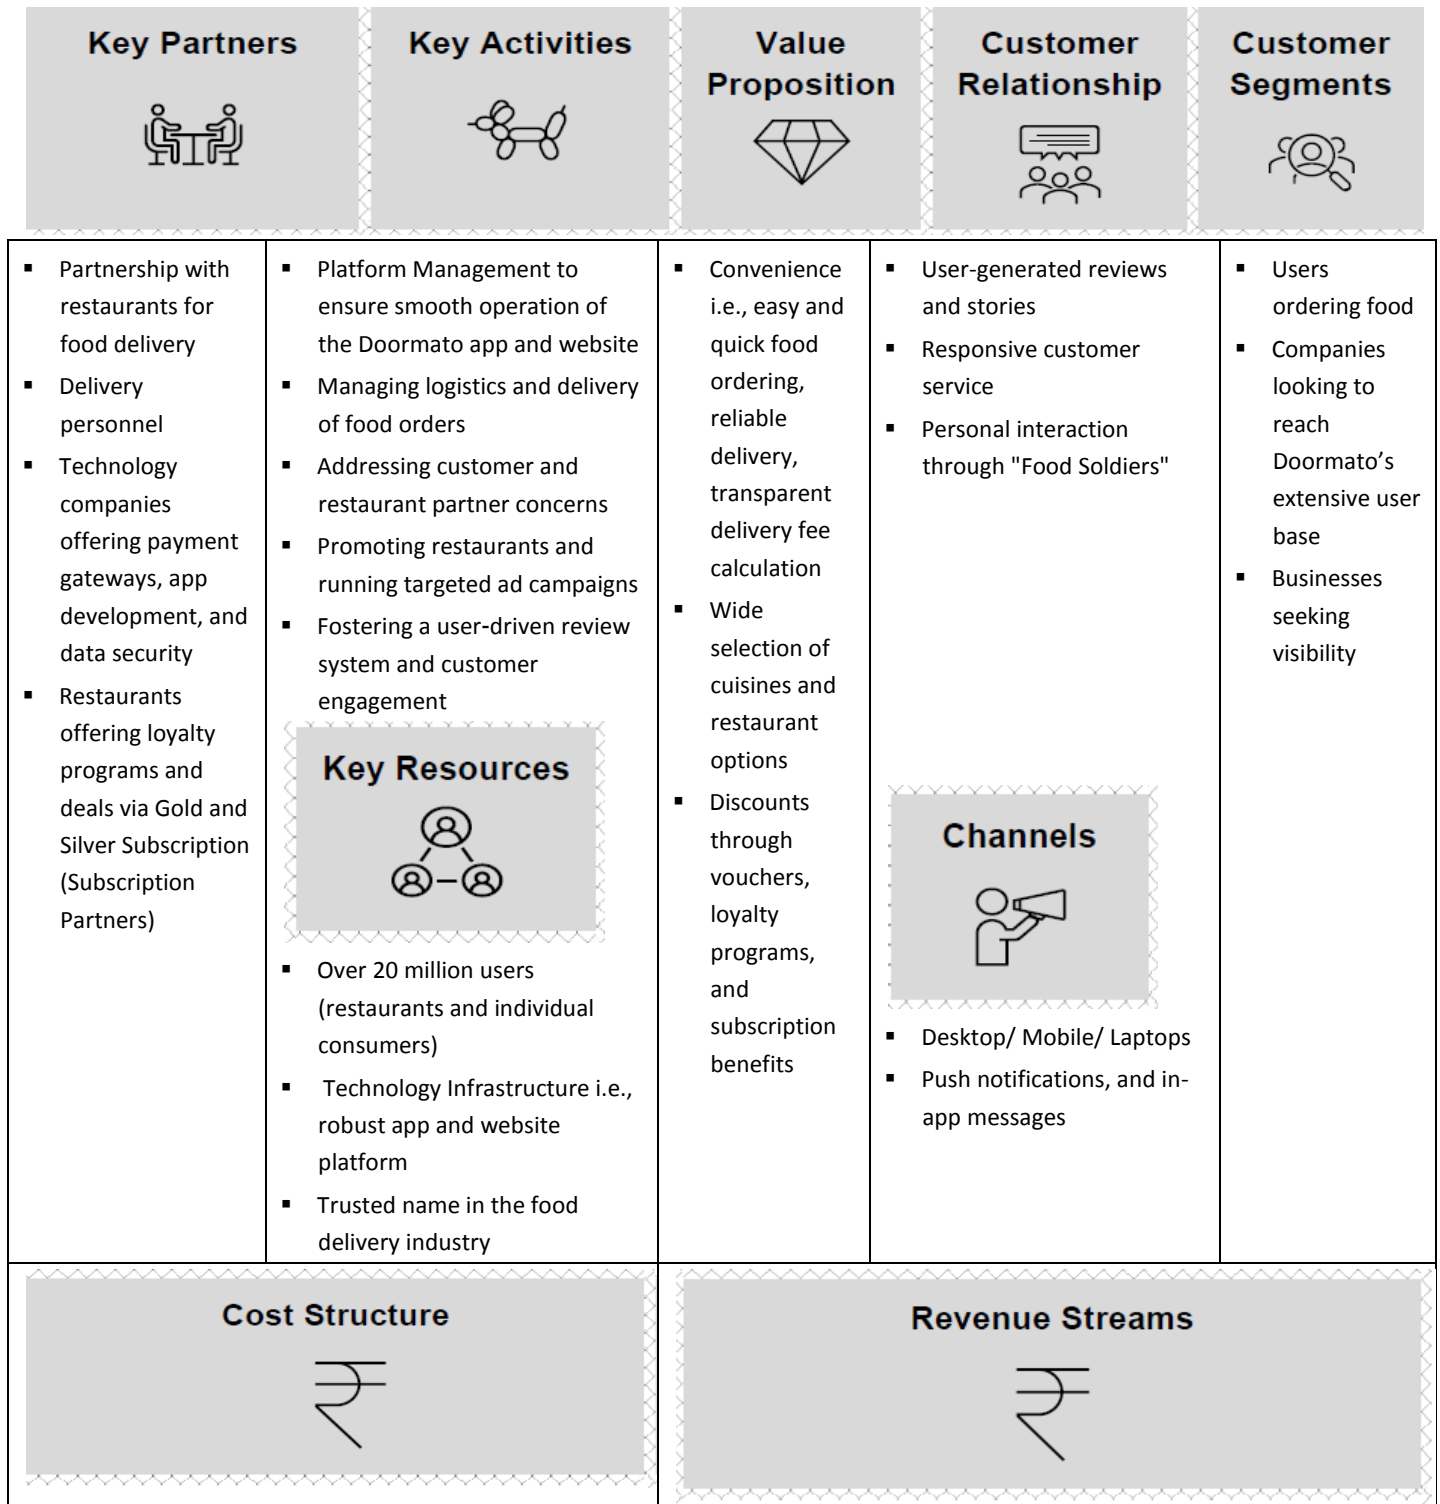 Key Partners
Key Activities
Value
Proposition
Customer
Relationship
Customer
Segments
▪ Partnership with
restaurants for
food delivery
▪ Delivery
personnel
▪ Technology
companies
offering payment
gateways, app
development, and
data security
▪ Restaurants
offering loyalty
programs and
deals via Gold and
Silver Subscription
(Subscription
Partners)
▪ Platform Management to
ensure smooth operation of
the Doormato app and website
▪ Managing logistics and delivery
of food orders
▪ Addressing customer and
restaurant partner concerns
▪ Promoting restaurants and
running targeted ad campaigns
▪ Fostering a user-driven review
system and customer
engagement
Key Resources
▪ Over 20 million users
(restaurants and individual
consumers)
▪ Technology Infrastructure i.e.,
robust app and website
platform
▪ Trusted name in the food
delivery industry
▪ Convenience
i.e., easy and
quick food
ordering,
reliable
delivery,
transparent
delivery fee
calculation
▪ Wide
selection of
cuisines and
restaurant
options
▪ Discounts
through
vouchers,
loyalty
programs,
and
subscription
benefits
▪ User-generated reviews
and stories
▪ Responsive customer
service
▪ Personal interaction
through "Food Soldiers"
Channels
▪ Desktop/ Mobile/ Laptops
▪ Push notifications, and in-
app messages
▪ Users
ordering food
▪ Companies
looking to
reach
Doormato’s
extensive user
base
▪ Businesses
seeking
visibility
Cost Structure
₹
Revenue Streams
₹